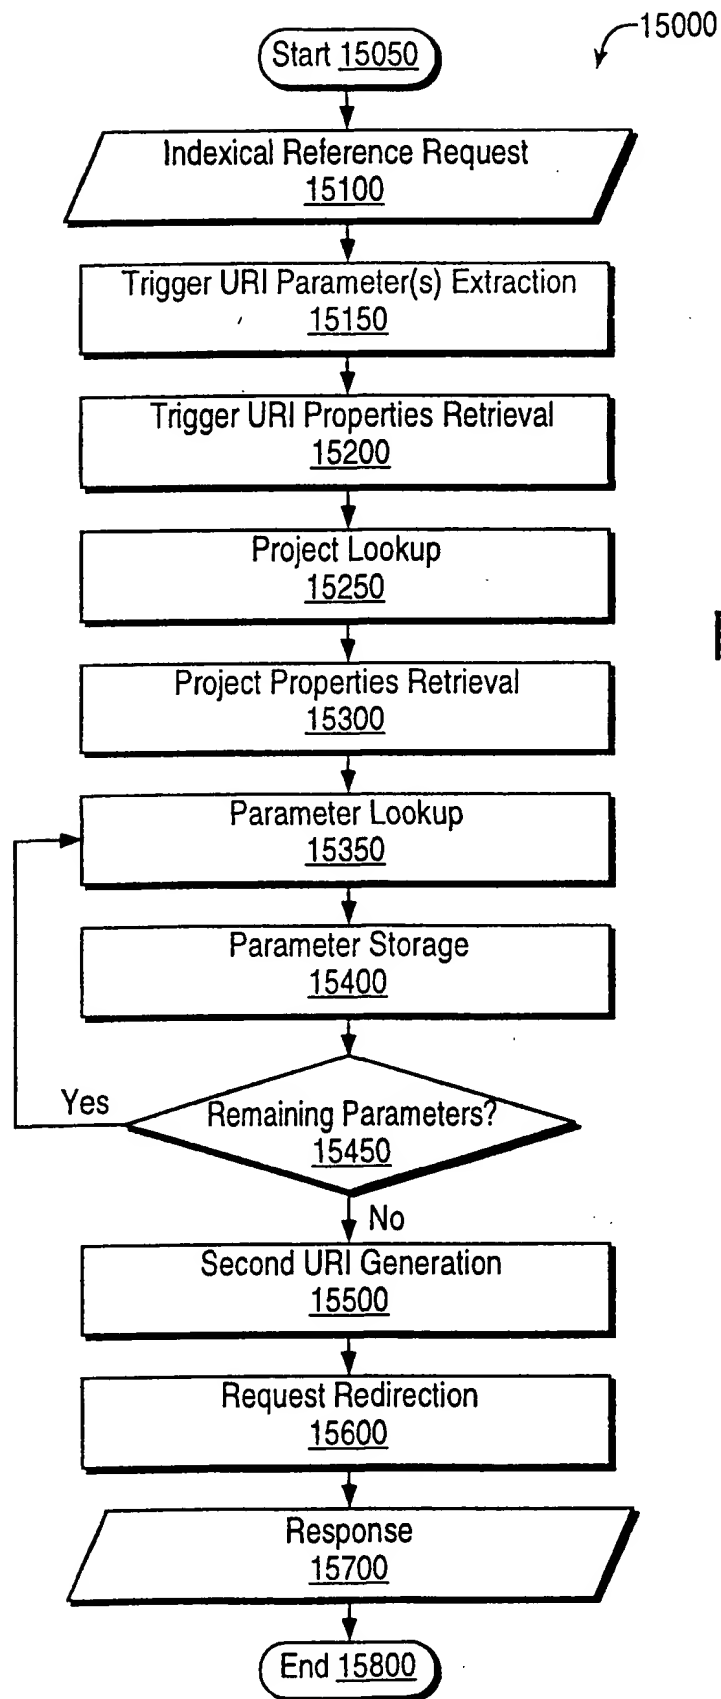 15000
Start 15050
Indexical Reference Request
15100
Trigger URI Parameter(s) Extraction
15150
Trigger URI Properties Retrieval
15200
Project Lookup
15250
Project Properties Retrieval
15300
Parameter Lookup
15350
Parameter Storage
15400
Yes
Remaining Parameters?
15450
No
Second URI Generation
15500
Request Redirection
15600
Response
15700
End 15800